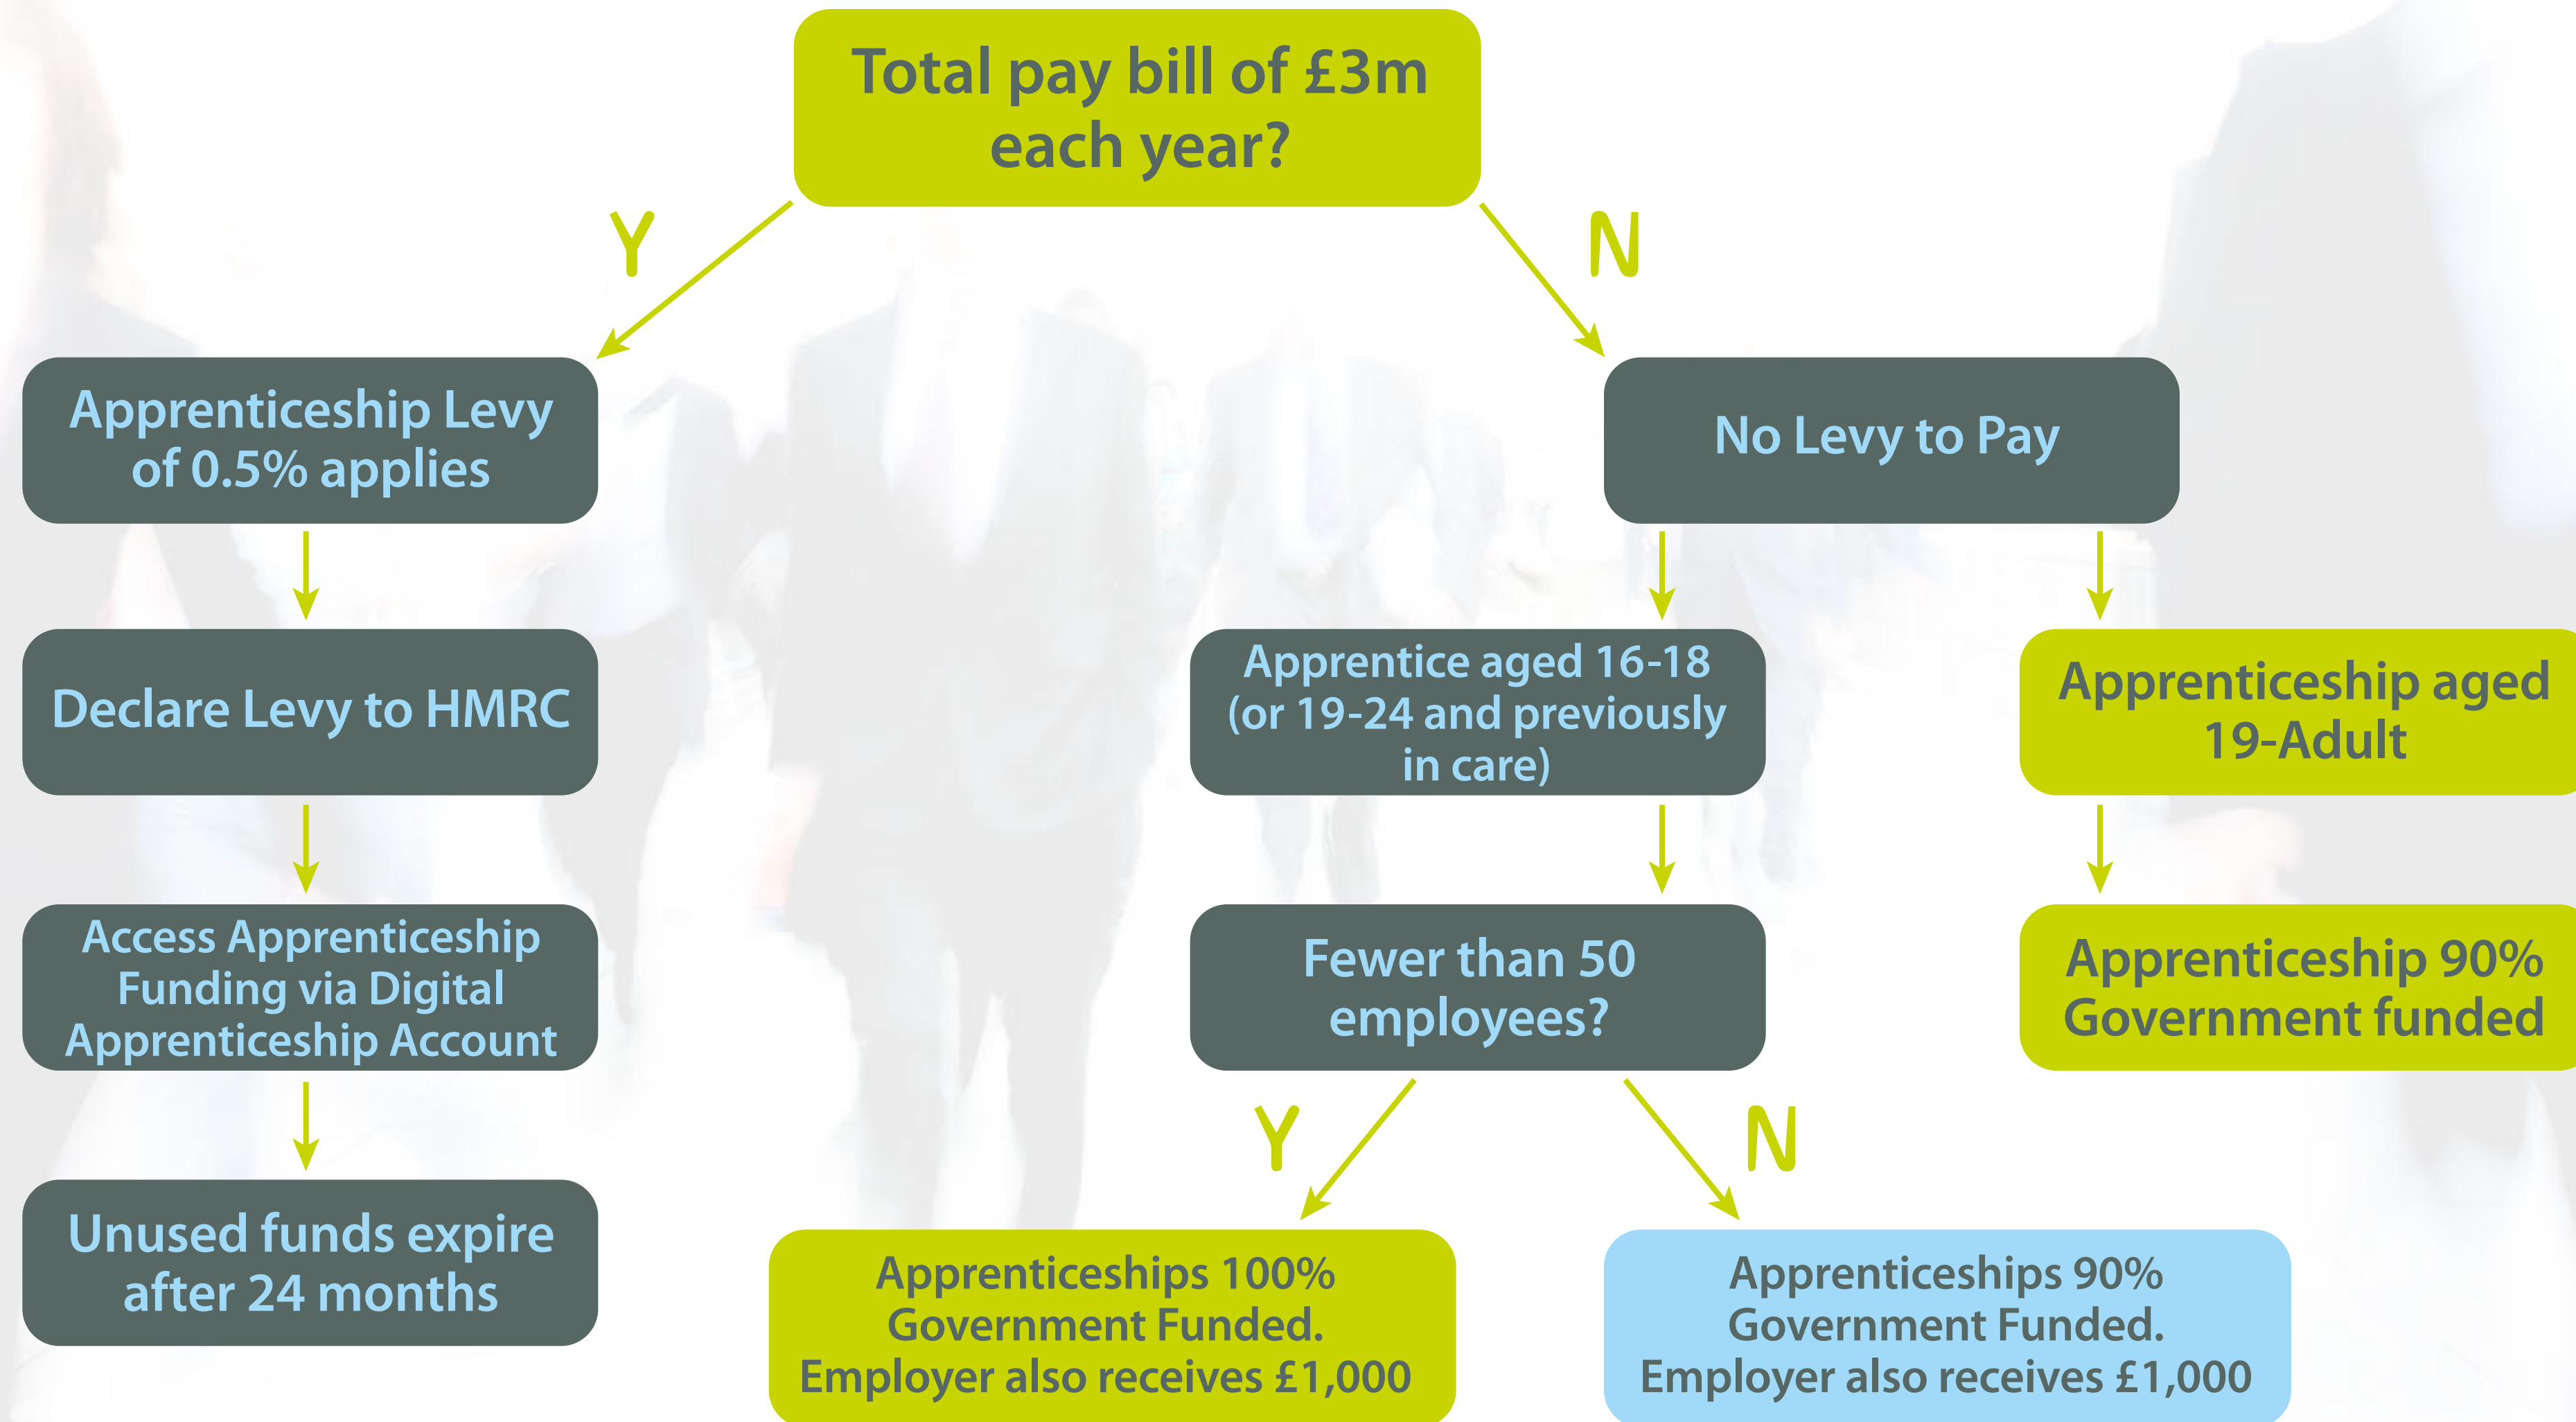 Total pay bill of £3m
each year?
Y
N
Apprenticeship Levy
of 0.5% applies
No Levy to Pay
Declare Levy to HMRC
Apprentice aged 16-18
(or 19-24 and previously
in care)
Apprenticeship aged
19-Adult
Access Apprenticeship
Funding via Digital
Apprenticeship Account
Fewer than 50
employees?
Apprenticeship 90%
Government funded
Y
N
Unused funds expire
after 24 months
Apprenticeships 100%
Government Funded.
Employer also receives £1,000
Apprenticeships 90%
Government Funded.
Employer also receives £1,000